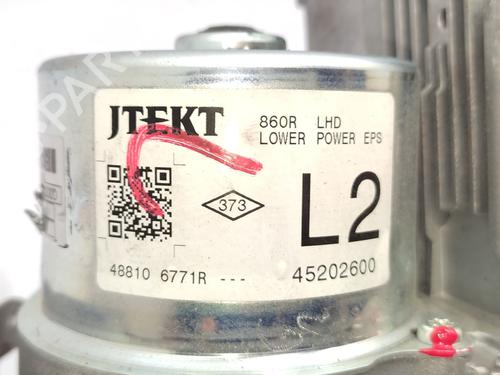 JTEKT
860R LHD
LOWER POWER EPS
373
L2
48810 6771R ---
45202600